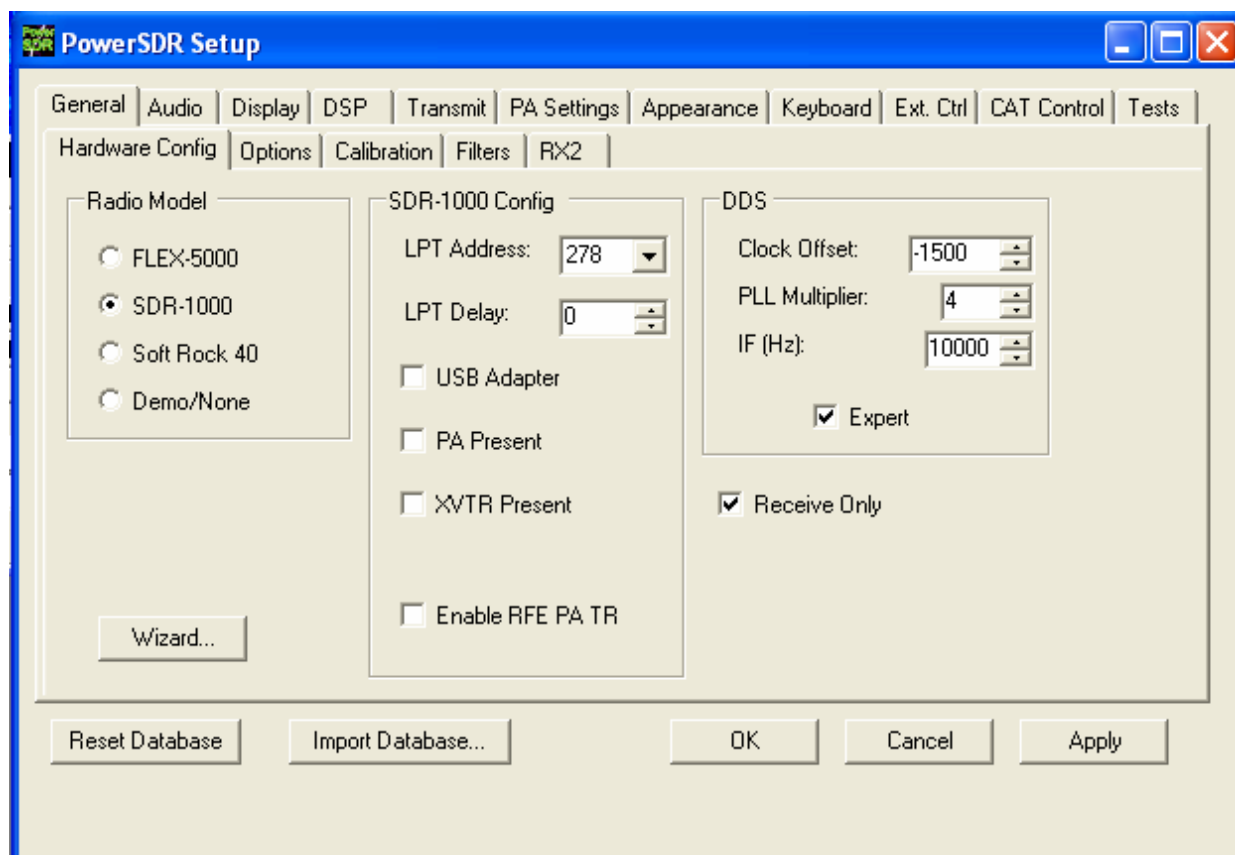 Power SDR PowerSDR Setup
General Audio Display DSP Transmit PA Settings Appearance Keyboard Ext. Ctrl CAT Control Tests
Hardware Config Options Calibration Filters RX2
Radio Model
FLEX-5000
SDR-1000
Soft Rock 40
Demo/None
Wizard...
SDR-1000 Config
LPT Address: 278
LPT Delay: 0
USB Adapter
PA Present
XVTR Present
Enable RFE PA TR
DDS
Clock Offset: -1500
PLL Multiplier: 4
IF (Hz): 10000
Expert
Receive Only
Reset Database Import Database... OK Cancel Apply